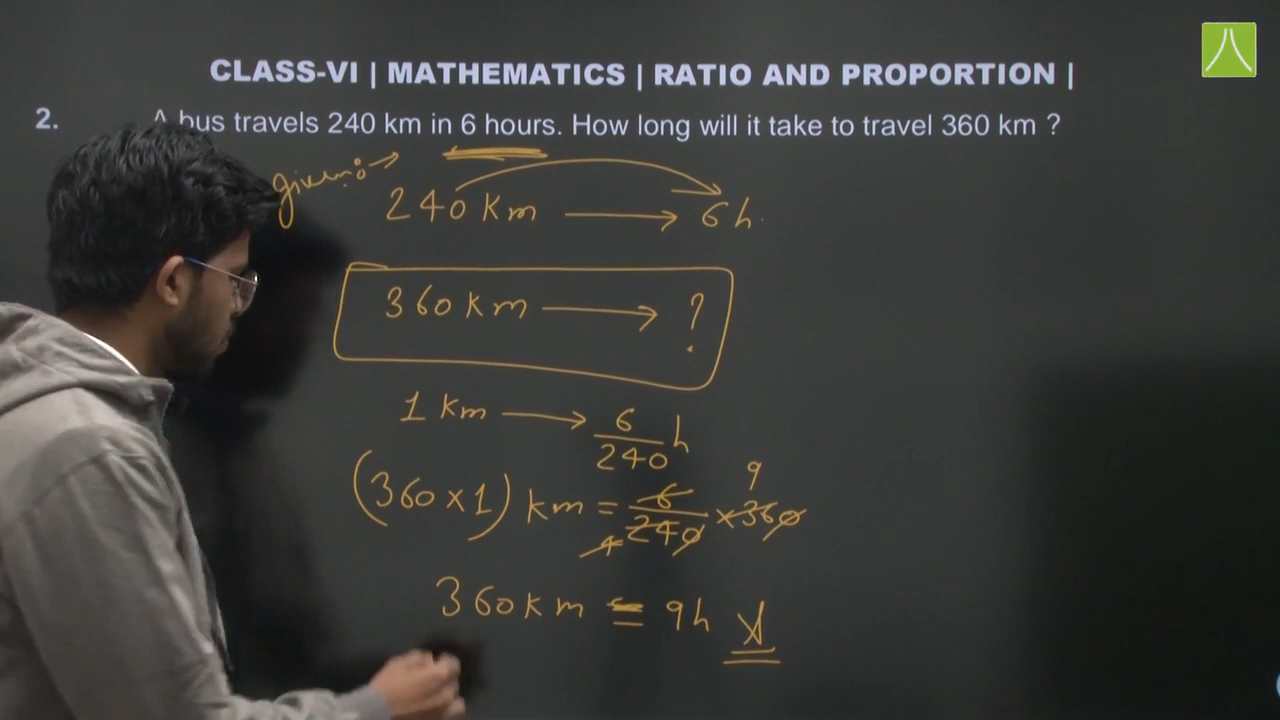 CLASS-VI | MATHEMATICS | RATIO AND PROPORTION |
2. A bus travels 240 km in 6 hours. How long will it take to travel 360 km ?
given: →
240 Km → 6 h.
360 Km → ?
1 Km → 6/240 h
9
(360 × 1) Km = 6/240 × 360
4
360 Km = 9 h